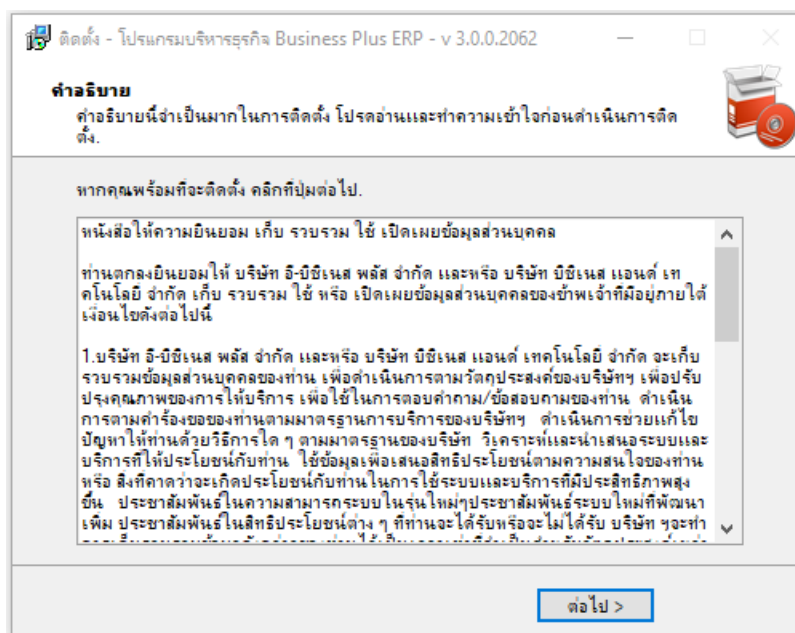 ติดตั้ง - โปรแกรมบริหารธุรกิจ Business Plus ERP - v 3.0.0.2062
คำอธิบาย
คำอธิบายนี้จำเป็นมากในการติดตั้ง โปรดอ่านและทำความเข้าใจก่อนดำเนินการติด
ตั้ง.
หากคุณพร้อมที่จะติดตั้ง คลิกที่ปุ่มต่อไป.
หนังสือให้ความยินยอม เก็บ รวบรวม ใช้ เปิดเผยข้อมูลส่วนบุคคล
ท่านตกลงยินยอมให้ บริษัท อี-บิซิเนส พลัส จำกัด และหรือ บริษัท บิซิเนส แอนด์ เท
คโนโลยี่ จำกัด เก็บ รวบรวม ใช้ หรือ เปิดเผยข้อมูลส่วนบุคคลของข้าพเจ้าที่มีอยู่ภายใต้
เงื่อนไขดังต่อไปนี้
1.บริษัท อี-บิซิเนส พลัส จำกัด และหรือ บริษัท บิซิเนส แอนด์ เทคโนโลยี่ จำกัด จะเก็บ
รวบรวมข้อมูลส่วนบุคคลของท่าน เพื่อดำเนินการตามวัตถุประสงค์ของบริษัทฯ เพื่อปรับ
ปรุงคุณภาพของการให้บริการ เพื่อใช้ในการตอบคำถาม/ข้อสอบถามของท่าน ดำเนิน
การตามคำร้องขอของท่านตามมาตรฐานการบริการของบริษัทฯ ดำเนินการช่วยแก้ไข
ปัญหาให้ท่านด้วยวิธีการใด ๆ ตามมาตรฐานของบริษัท วิเคราะห์และนำเสนอระบบและ
บริการที่ให้ประโยชน์กับท่าน ใช้ข้อมูลเพื่อเสนอสิทธิประโยชน์ตามความสนใจของท่าน
หรือ สิ่งที่คาดว่าจะเกิดประโยชน์กับท่านในการใช้ระบบและบริการที่มีประสิทธิภาพสูง
ขึ้น ประชาสัมพันธ์ในความสามารถระบบในรุ่นใหม่ๆประชาสัมพันธ์ระบบใหม่ที่พัฒนา
เพิ่ม ประชาสัมพันธ์ในสิทธิประโยชน์ต่าง ๆ ที่ท่านจะได้รับหรือจะไม่ได้รับ บริษัท ฯจะทำ
ต่อไป >